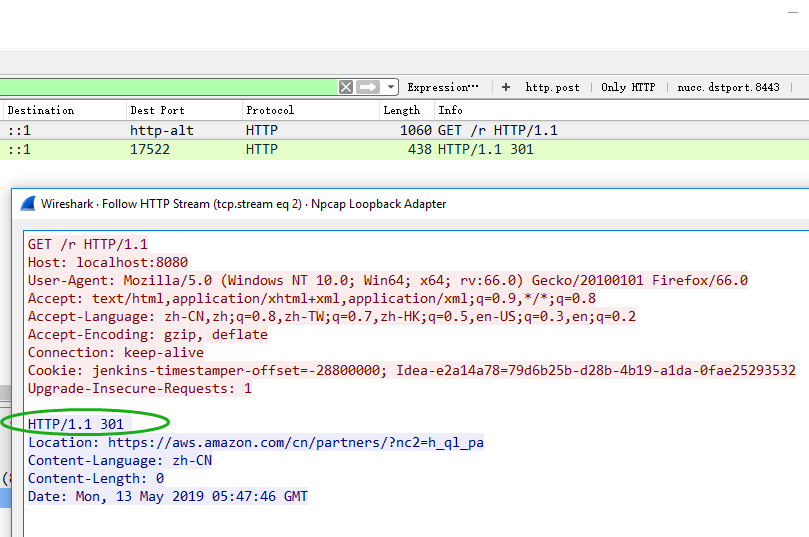 Expression… + http.post Only HTTP nucc.dstport.8443
Destination Dest Port Protocol Length Info
::1 http-alt HTTP 1060 GET /r HTTP/1.1
::1 17522 HTTP 438 HTTP/1.1 301
Wireshark · Follow HTTP Stream (tcp.stream eq 2) · Npcap Loopback Adapter
GET /r HTTP/1.1
Host: localhost:8080
User-Agent: Mozilla/5.0 (Windows NT 10.0; Win64; x64; rv:66.0) Gecko/20100101 Firefox/66.0
Accept: text/html,application/xhtml+xml,application/xml;q=0.9,*/*;q=0.8
Accept-Language: zh-CN,zh;q=0.8,zh-TW;q=0.7,zh-HK;q=0.5,en-US;q=0.3,en;q=0.2
Accept-Encoding: gzip, deflate
Connection: keep-alive
Cookie: jenkins-timestamper-offset=-28800000; Idea-e2a14a78=79d6b25b-d28b-4b19-a1da-0fae25293532
Upgrade-Insecure-Requests: 1
HTTP/1.1 301
Location: https://aws.amazon.com/cn/partners/?nc2=h_ql_pa
Content-Language: zh-CN
Content-Length: 0
Date: Mon, 13 May 2019 05:47:46 GMT